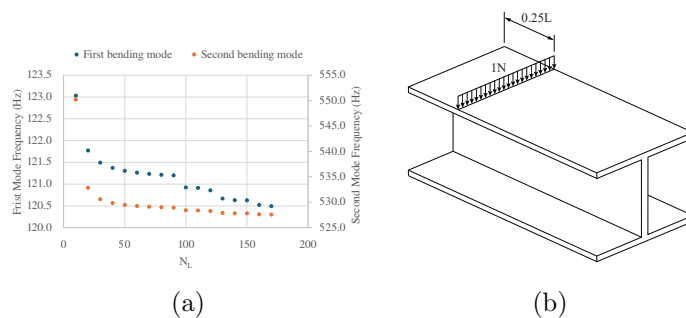 First bending mode Second bending mode
123.5
123.0
122.5
122.0
121.5
121.0
120.5
120.0
Frist Mode Frequency (Hz)
555.0
550.0
545.0
540.0
535.0
530.0
525.0
Second Mode Frequency (Hz)
0 50 100 150 200
N_L
(a)
0.25L
1N
(b)